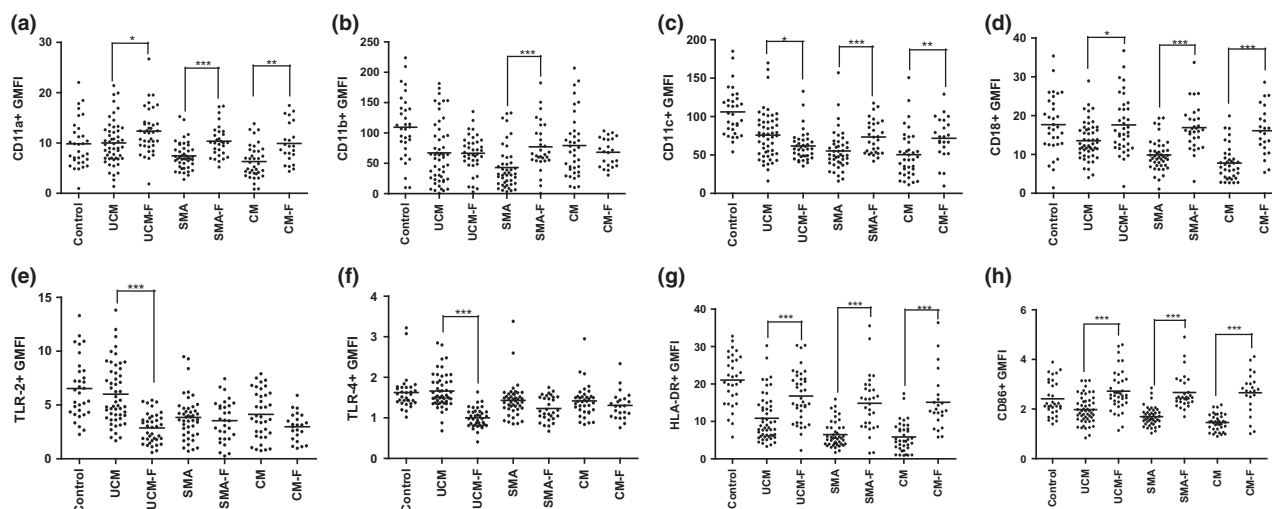 (a)
CD11a+ GMFI
30
20
10
0
*
***
**
Control
UCM
UCM-F
SMA
SMA-F
CM
CM-F
(b)
CD11b+ GMFI
250
200
150
100
50
0
***
Control
UCM
UCM-F
SMA
SMA-F
CM
CM-F
(c)
CD11c+ GMFI
200
150
100
50
0
*
***
**
Control
UCM
UCM-F
SMA
SMA-F
CM
CM-F
(d)
CD18+ GMFI
40
30
20
10
0
*
***
***
Control
UCM
UCM-F
SMA
SMA-F
CM
CM-F
(e)
TLR-2+ GMFI
15
10
5
0
***
Control
UCM
UCM-F
SMA
SMA-F
CM
CM-F
(f)
TLR-4+ GMFI
4
3
2
1
0
***
Control
UCM
UCM-F
SMA
SMA-F
CM
CM-F
(g)
HLA-DR+ GMFI
40
30
20
10
0
***
***
***
Control
UCM
UCM-F
SMA
SMA-F
CM
CM-F
(h)
CD86+ GMFI
6
4
2
0
***
***
***
Control
UCM
UCM-F
SMA
SMA-F
CM
CM-F